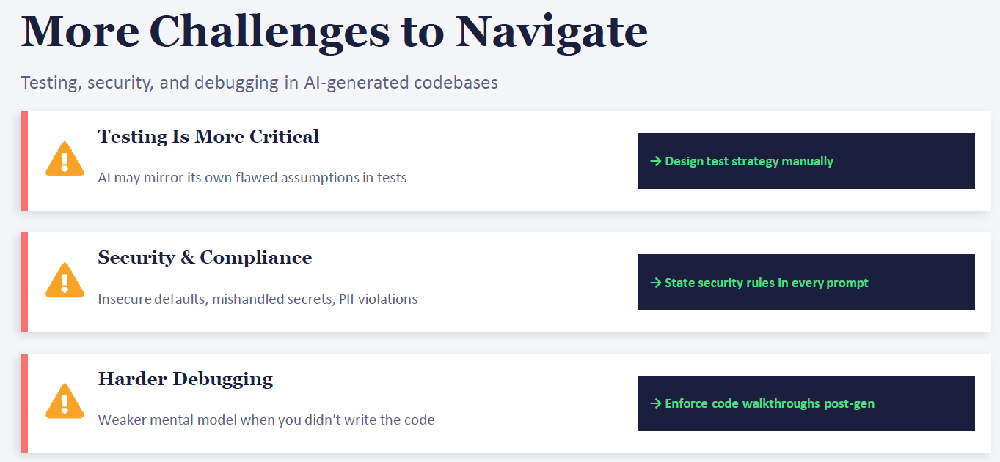 More Challenges to Navigate
Testing, security, and debugging in AI-generated codebases
Testing Is More Critical
AI may mirror its own flawed assumptions in tests
→ Design test strategy manually
Security & Compliance
Insecure defaults, mishandled secrets, PII violations
→ State security rules in every prompt
Harder Debugging
Weaker mental model when you didn't write the code
→ Enforce code walkthroughs post-gen